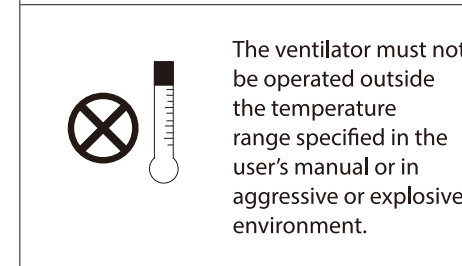 The ventilator must not
be operated outside
the temperature
range specified in the
user's manual or in
aggressive or explosive
environment.